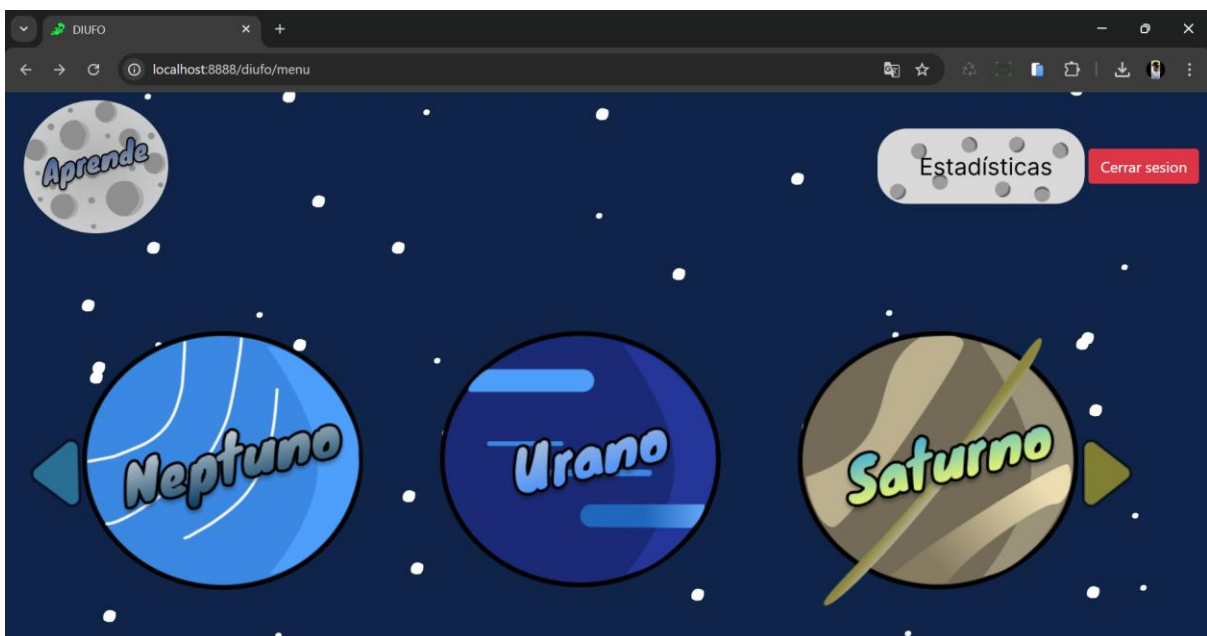 DIUFO
localhost:8888/diufo/menu
Aprende
Estadísticas
Cerrar sesion
Neptuno
Urano
Saturno